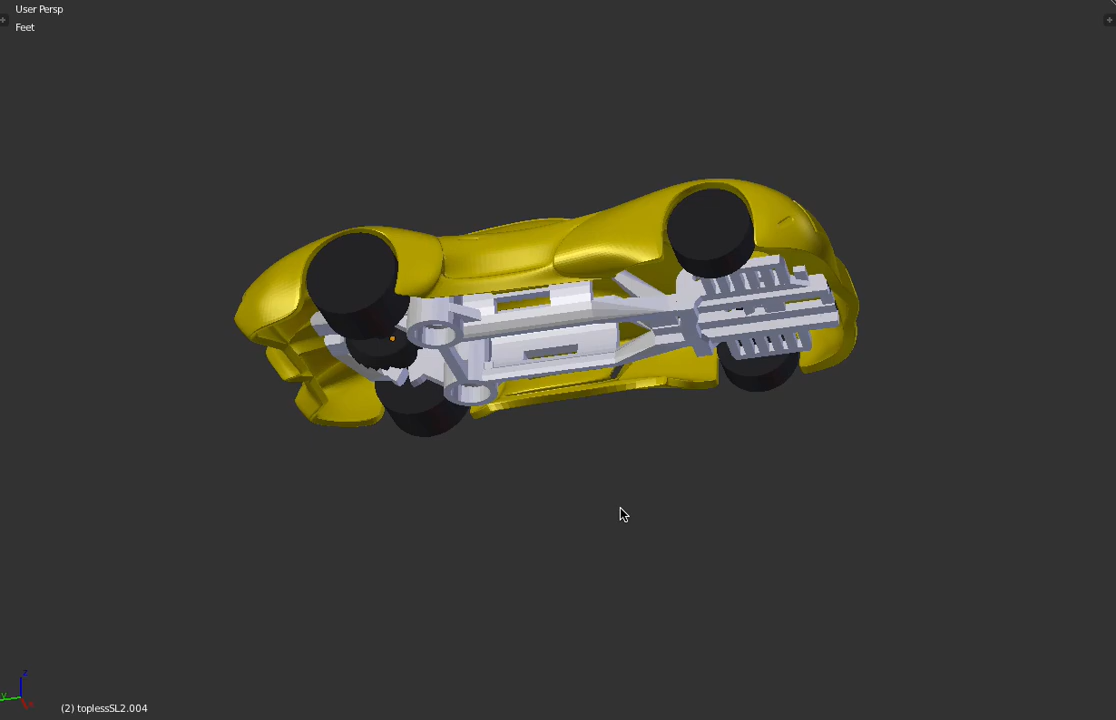 User Persp
Feet
z
y
x
(2) toplessSL2.004